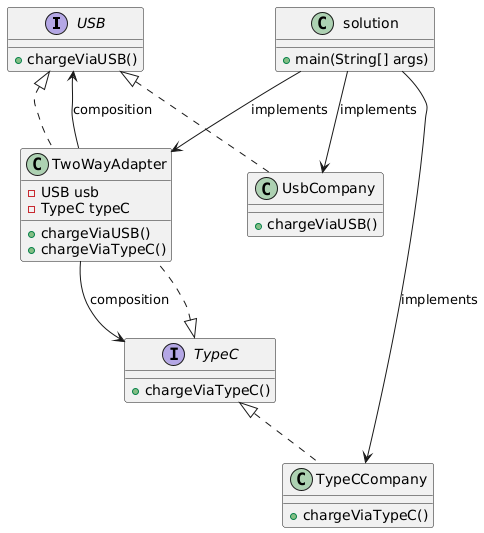 I USB
+ chargeViaUSB()
C solution
+ main(String[] args)
composition
implements
implements
C TwoWayAdapter
USB usb
TypeC typeC
+ chargeViaUSB()
+ chargeViaTypeC()
C UsbCompany
+ chargeViaUSB()
composition
implements
I TypeC
+ chargeViaTypeC()
C TypeCCompany
+ chargeViaTypeC()